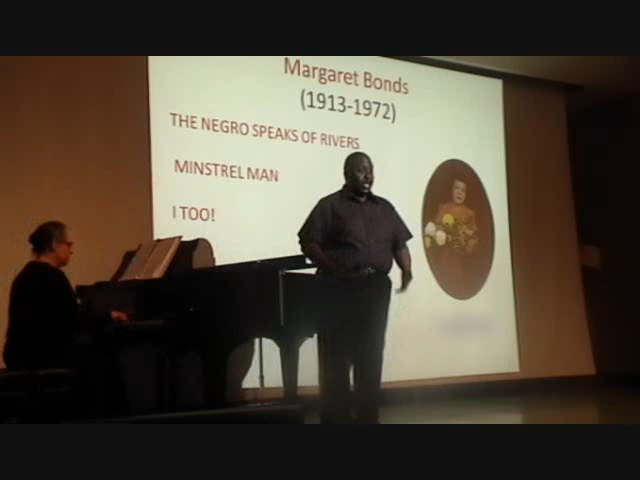 Margaret Bonds
(1913-1972)
THE NEGRO SPEAKS OF RIVERS
MINSTREL MAN
I TOO!